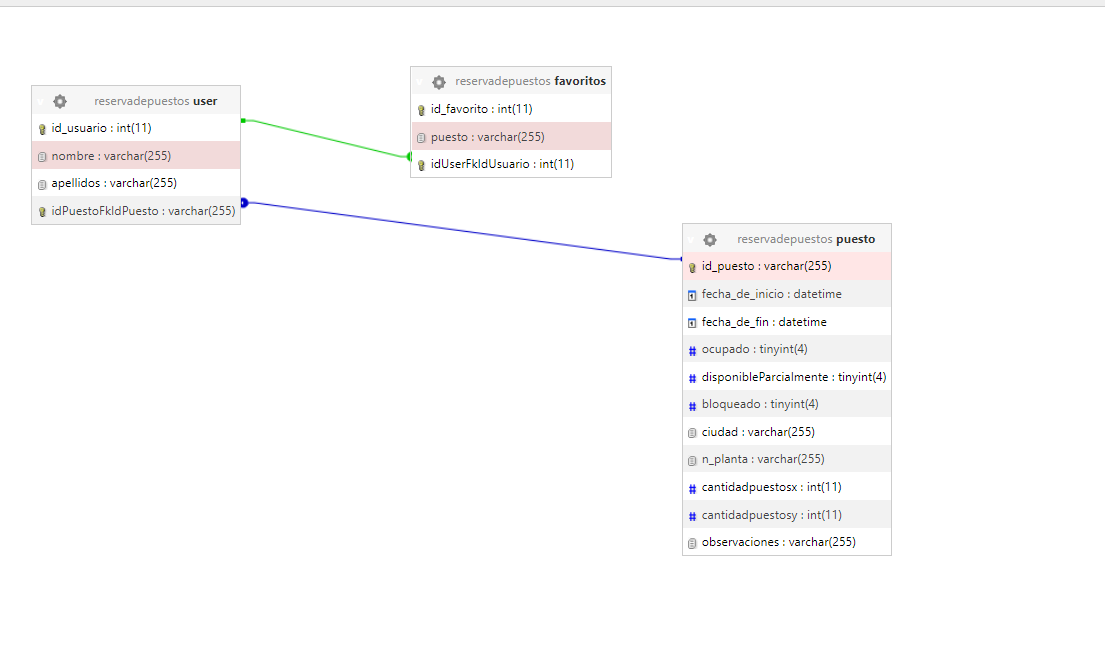 reservadepuestos user
id_usuario : int(11)
nombre : varchar(255)
apellidos : varchar(255)
idPuestoFkIdPuesto : varchar(255)
reservadepuestos favoritos
id_favorito : int(11)
puesto : varchar(255)
idUserFkIdUsuario : int(11)
reservadepuestos puesto
id_puesto : varchar(255)
fecha_de_inicio : datetime
fecha_de_fin : datetime
# ocupado : tinyint(4)
# disponibleParcialmente : tinyint(4)
# bloqueado : tinyint(4)
ciudad : varchar(255)
n_planta : varchar(255)
# cantidadpuestosx : int(11)
# cantidadpuestosy : int(11)
observaciones : varchar(255)